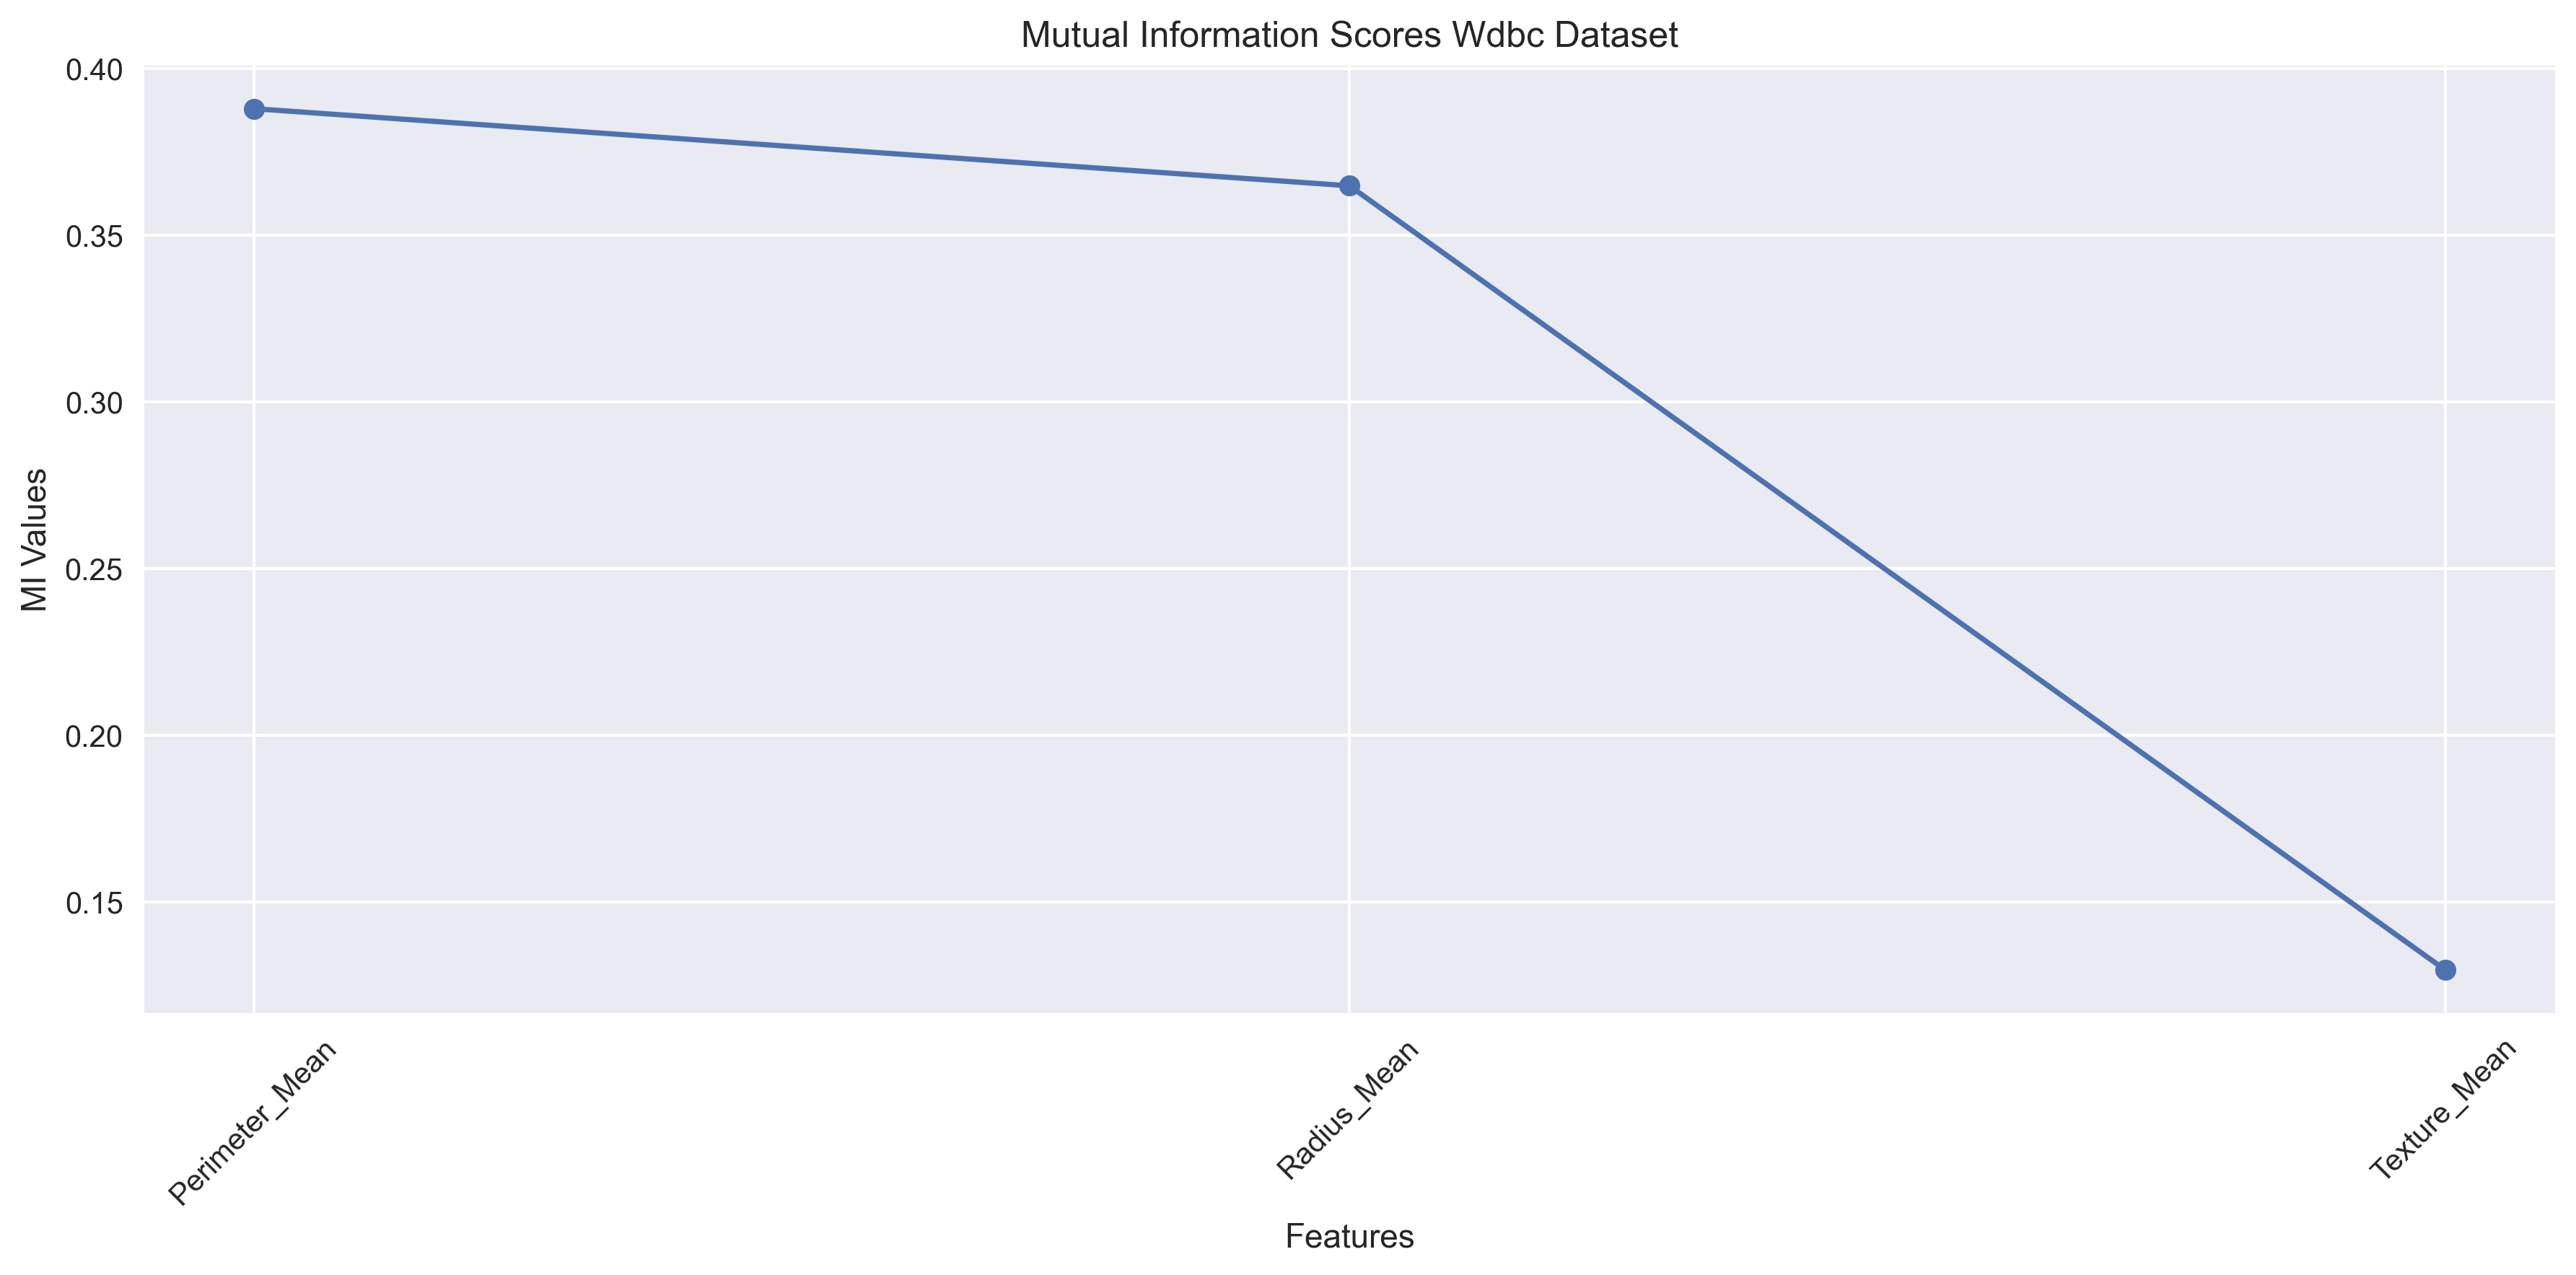 Mutual Information Scores Wdbc Dataset
MI Values
0.40
0.35
0.30
0.25
0.20
0.15
Perimeter_Mean
Radius_Mean
Texture_Mean
Features